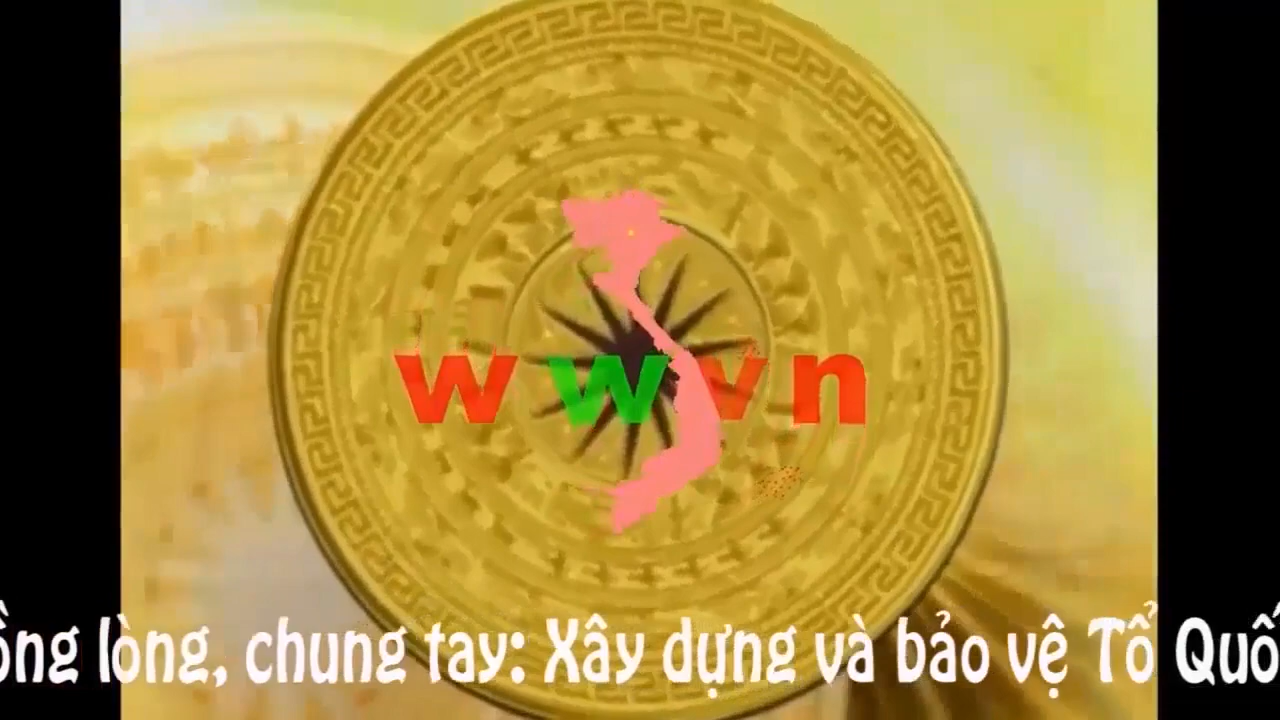 wwvn
ồng lòng, chung tay: Xây dựng và bảo vệ Tổ Quố